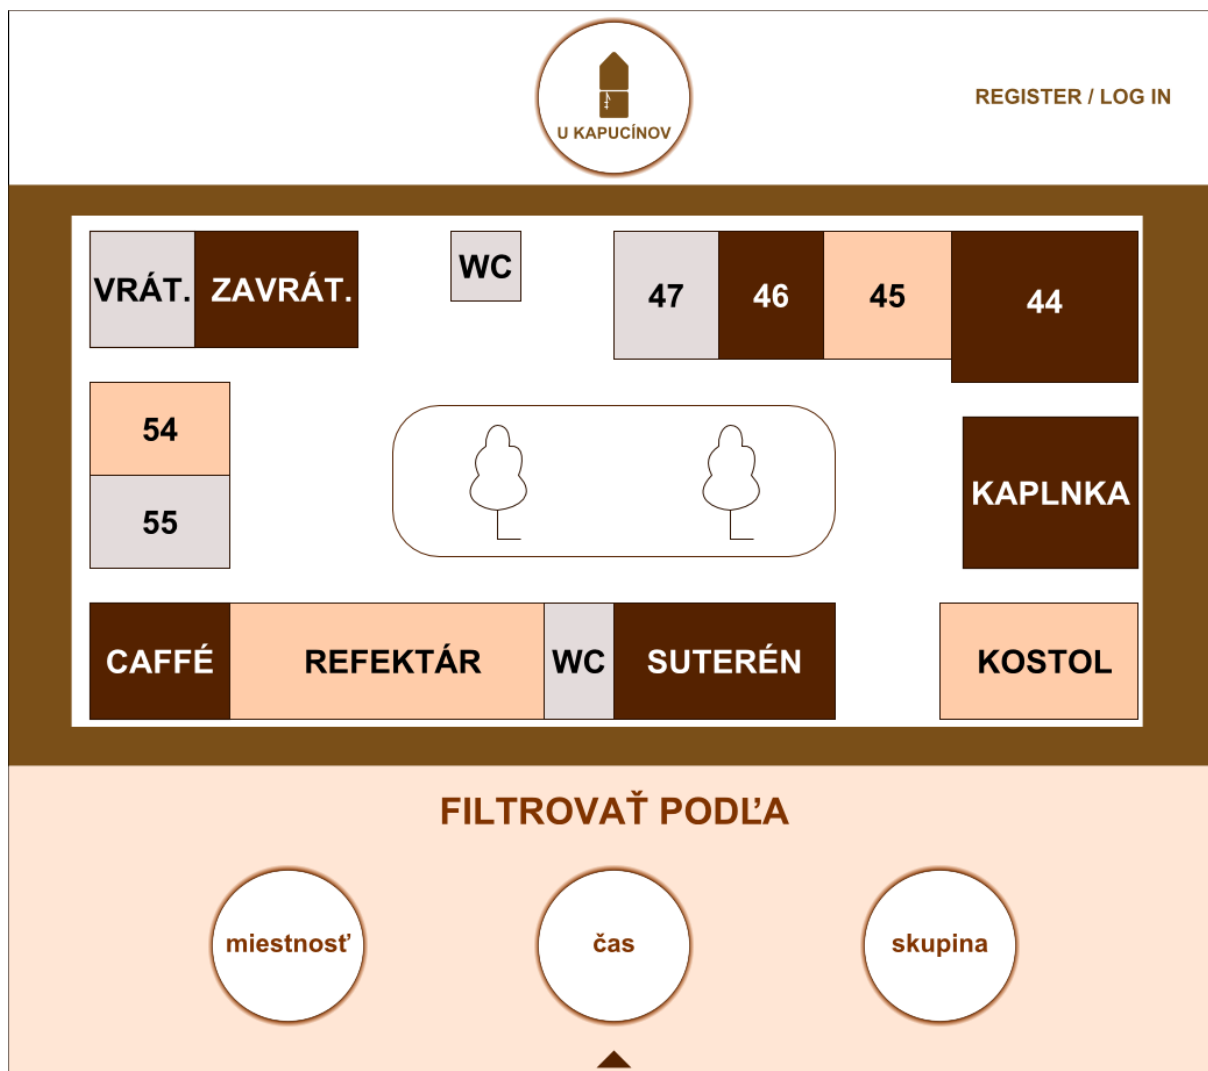 U KAPUCÍNOV
REGISTER / LOG IN
VRÁT.
ZAVRÁT.
WC
47
46
45
44
54
55
KAPLNKA
CAFFÉ
REFEKTÁR
WC
SUTERÉN
KOSTOL
FILTROVAŤ PODĽA
miestnosť
čas
skupina